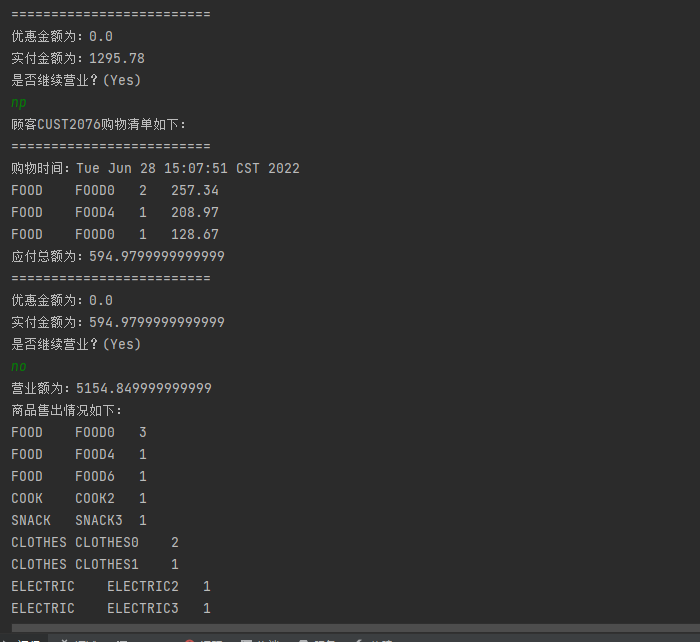 =========================
优惠金额为：0.0
实付金额为：1295.78
是否继续营业？(Yes)
np
顾客CUST2076购物清单如下：
=========================
购物时间：Tue Jun 28 15:07:51 CST 2022
FOOD    FOOD0   2   257.34
FOOD    FOOD4   1   208.97
FOOD    FOOD0   1   128.67
应付总额为：594.9799999999999
=========================
优惠金额为：0.0
实付金额为：594.9799999999999
是否继续营业？(Yes)
no
营业额为：5154.849999999999
商品售出情况如下：
FOOD    FOOD0   3
FOOD    FOOD4   1
FOOD    FOOD6   1
COOK    COOK2   1
SNACK   SNACK3  1
CLOTHES CLOTHES0    2
CLOTHES CLOTHES1    1
ELECTRIC    ELECTRIC2   1
ELECTRIC    ELECTRIC3   1